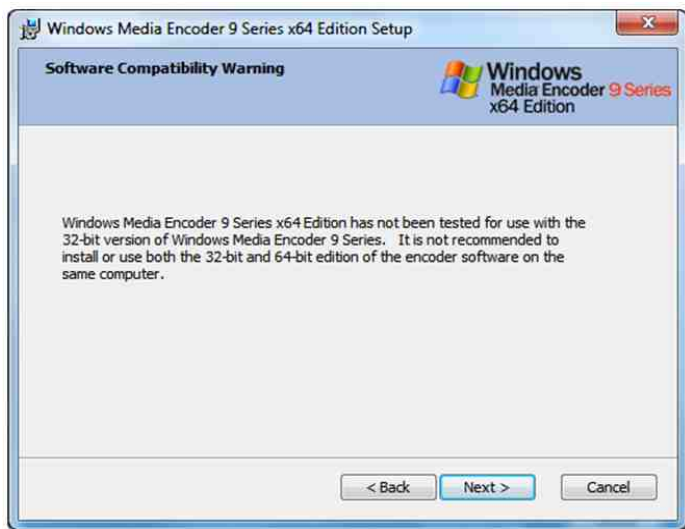 Windows Media Encoder 9 Series x64 Edition Setup
Software Compatibility Warning
Windows
Media Encoder 9 Series
x64 Edition
Windows Media Encoder 9 Series x64 Edition has not been tested for use with the
32-bit version of Windows Media Encoder 9 Series. It is not recommended to
install or use both the 32-bit and 64-bit edition of the encoder software on the
same computer.
< Back
Next >
Cancel